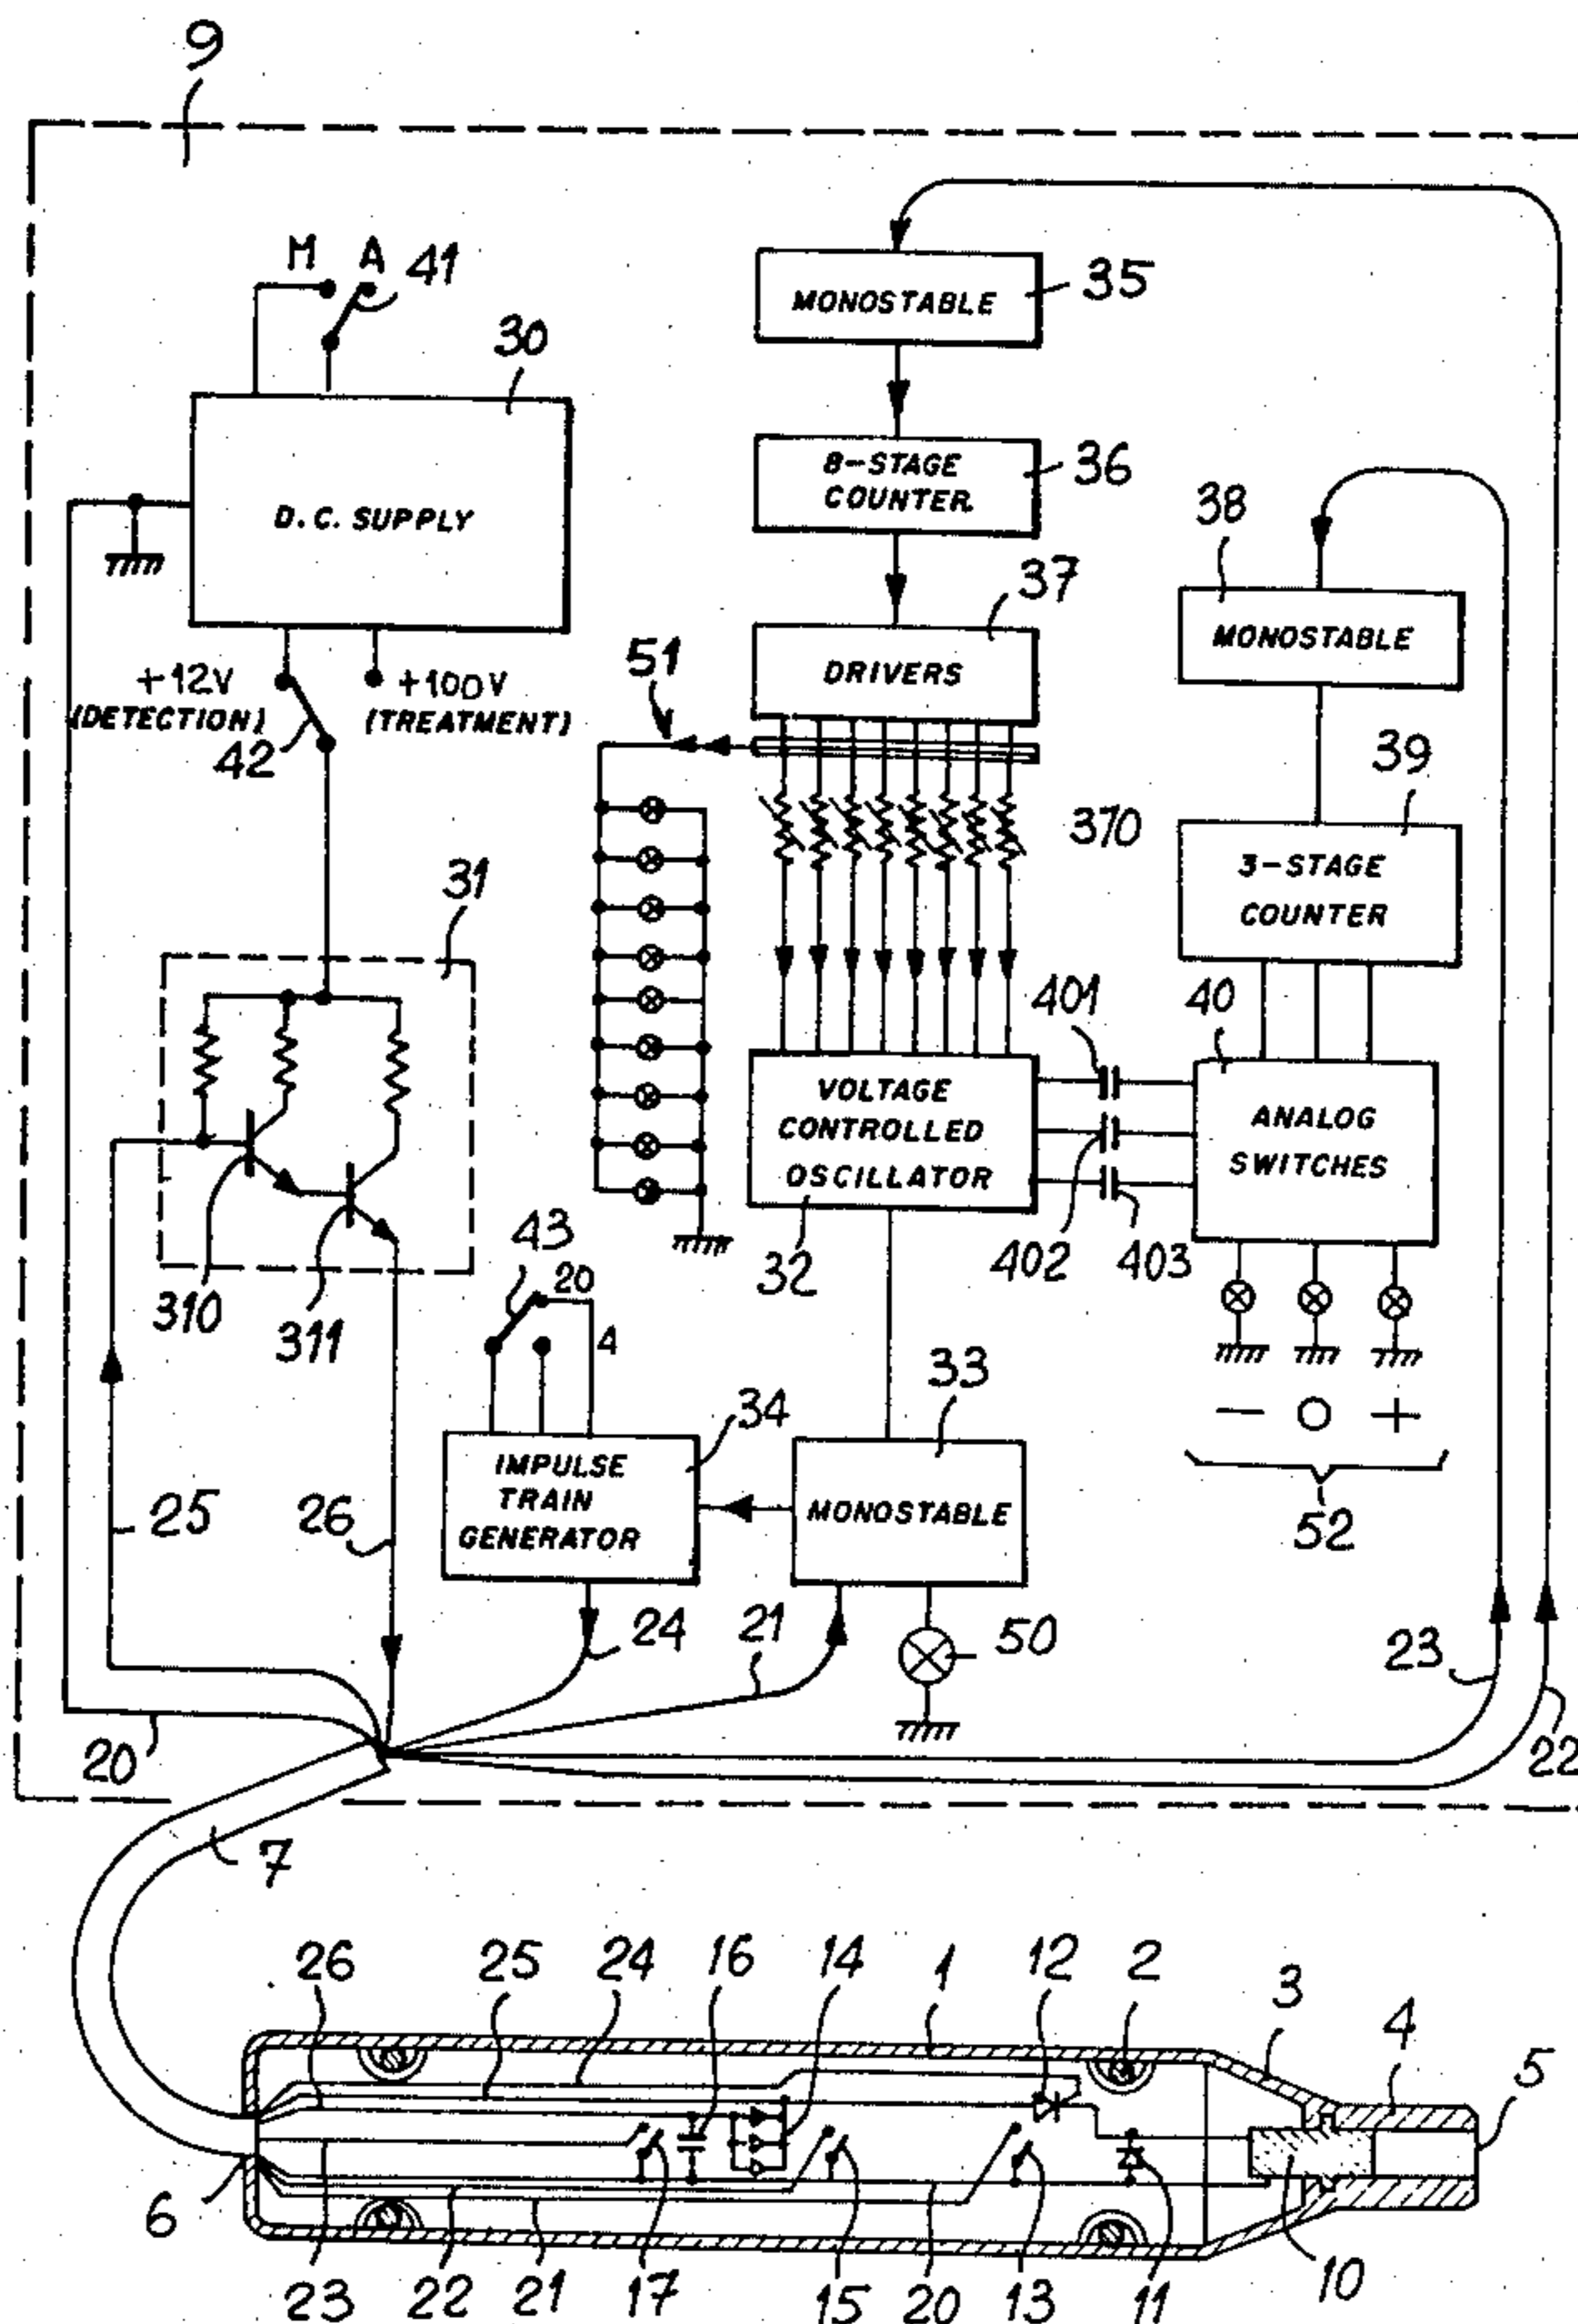 9
M A 41
30
D.C. SUPPLY
+12V
(DETECTION)
42
+100V
(TREATMENT)
MONOSTABLE
35
8-STAGE
COUNTER
36
DRIVERS
37
51
370
38
MONOSTABLE
39
3-STAGE
COUNTER
40
ANALOG
SWITCHES
401
402
403
VOLTAGE
CONTROLLED
OSCILLATOR
32
31
310
311
43
20
4
34
IMPULSE
TRAIN
GENERATOR
33
MONOSTABLE
50
− O +
52
25
26
24
21
23
22
20
7
26 25 24 16 14 1 12 2 3 4 5
6
23 22 21 17 15 20 13 11 10